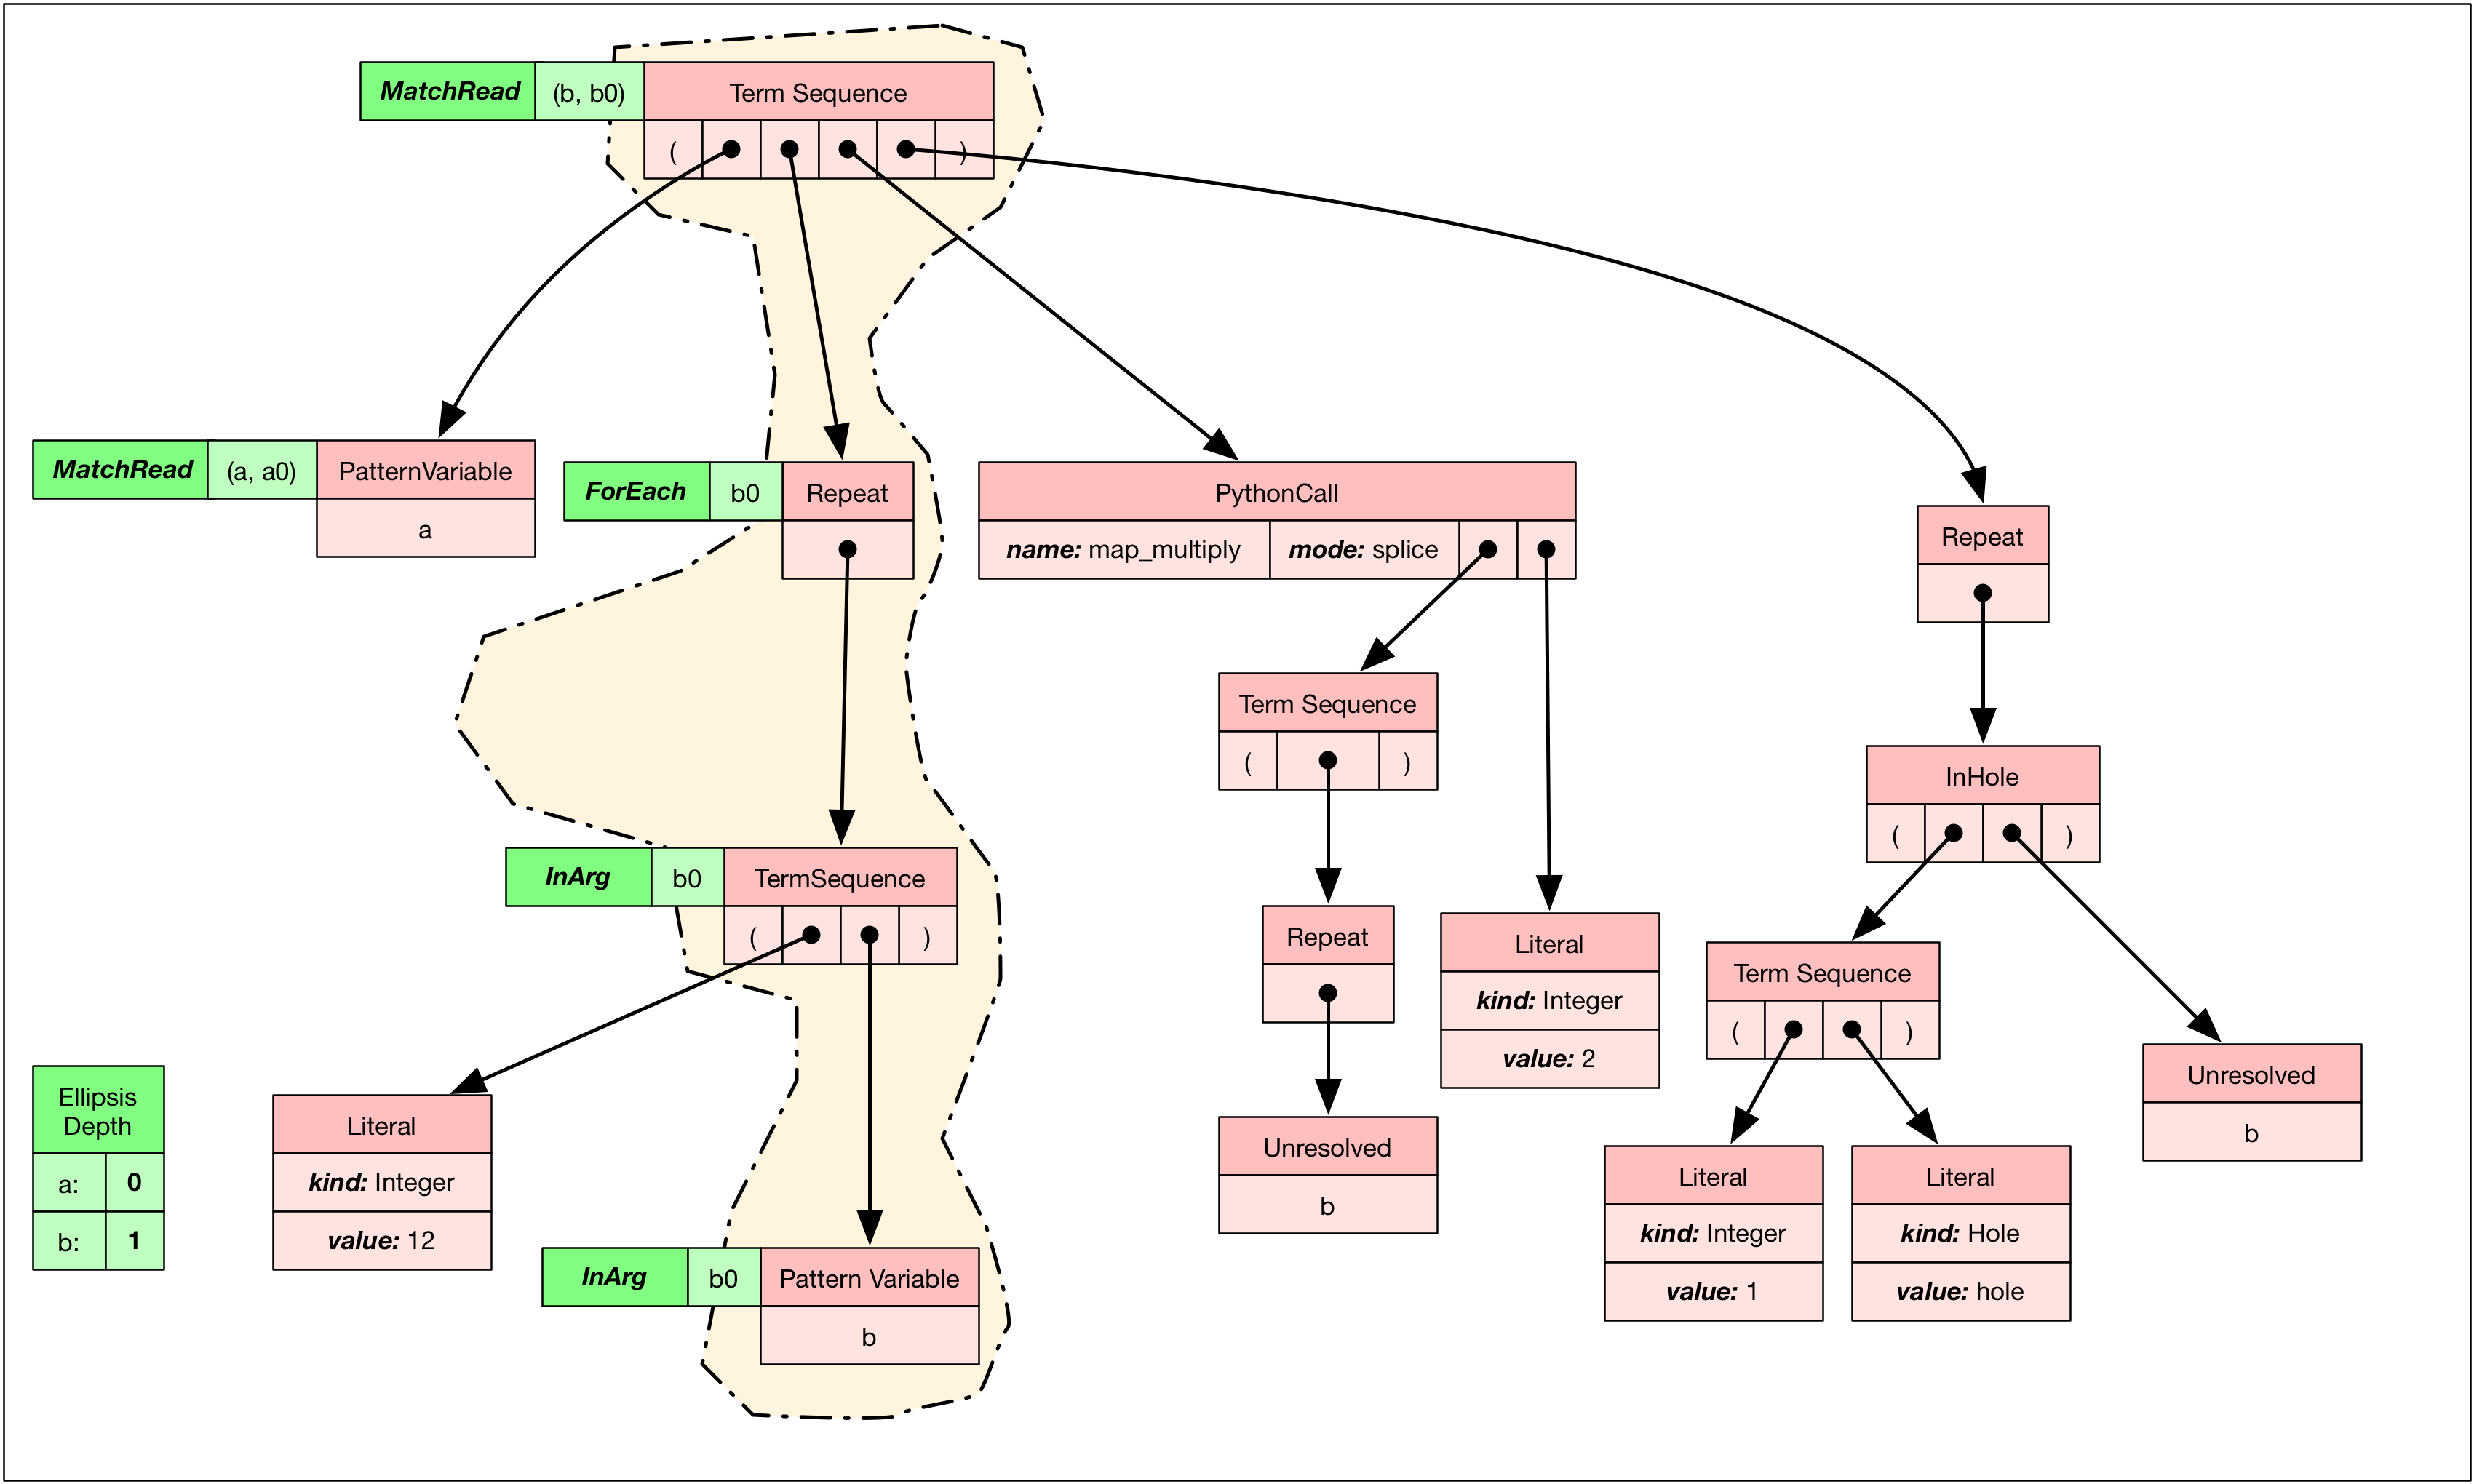 MatchRead (b, b0) Term Sequence
( )
MatchRead (a, a0) PatternVariable
a
ForEach b0 Repeat
PythonCall
name: map_multiply mode: splice
Repeat
Term Sequence
( )
InHole
( )
InArg b0 TermSequence
( )
Repeat
Literal
kind: Integer
value: 2
Term Sequence
( )
Unresolved
b
Ellipsis
Depth
a: 0
b: 1
Literal
kind: Integer
value: 12
Unresolved
b
Literal
kind: Integer
value: 1
Literal
kind: Hole
value: hole
InArg b0 Pattern Variable
b